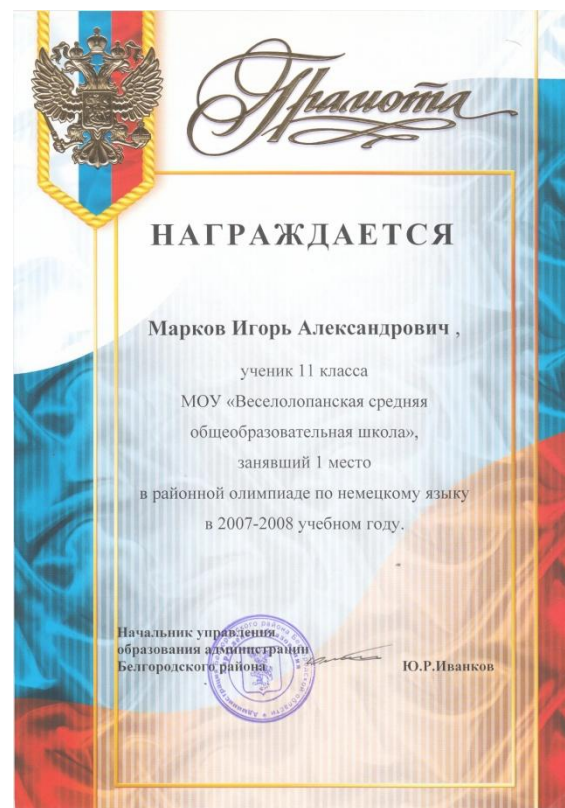 Грамота
НАГРАЖДАЕТСЯ
Марков Игорь Александрович ,
ученик 11 класса
МОУ «Веселолопанская средняя
общеобразовательная школа»,
занявший 1 место
в районной олимпиаде по немецкому языку
в 2007-2008 учебном году.
Начальник управления
образования администрации
Белгородского района
Ю.Р.Иванков